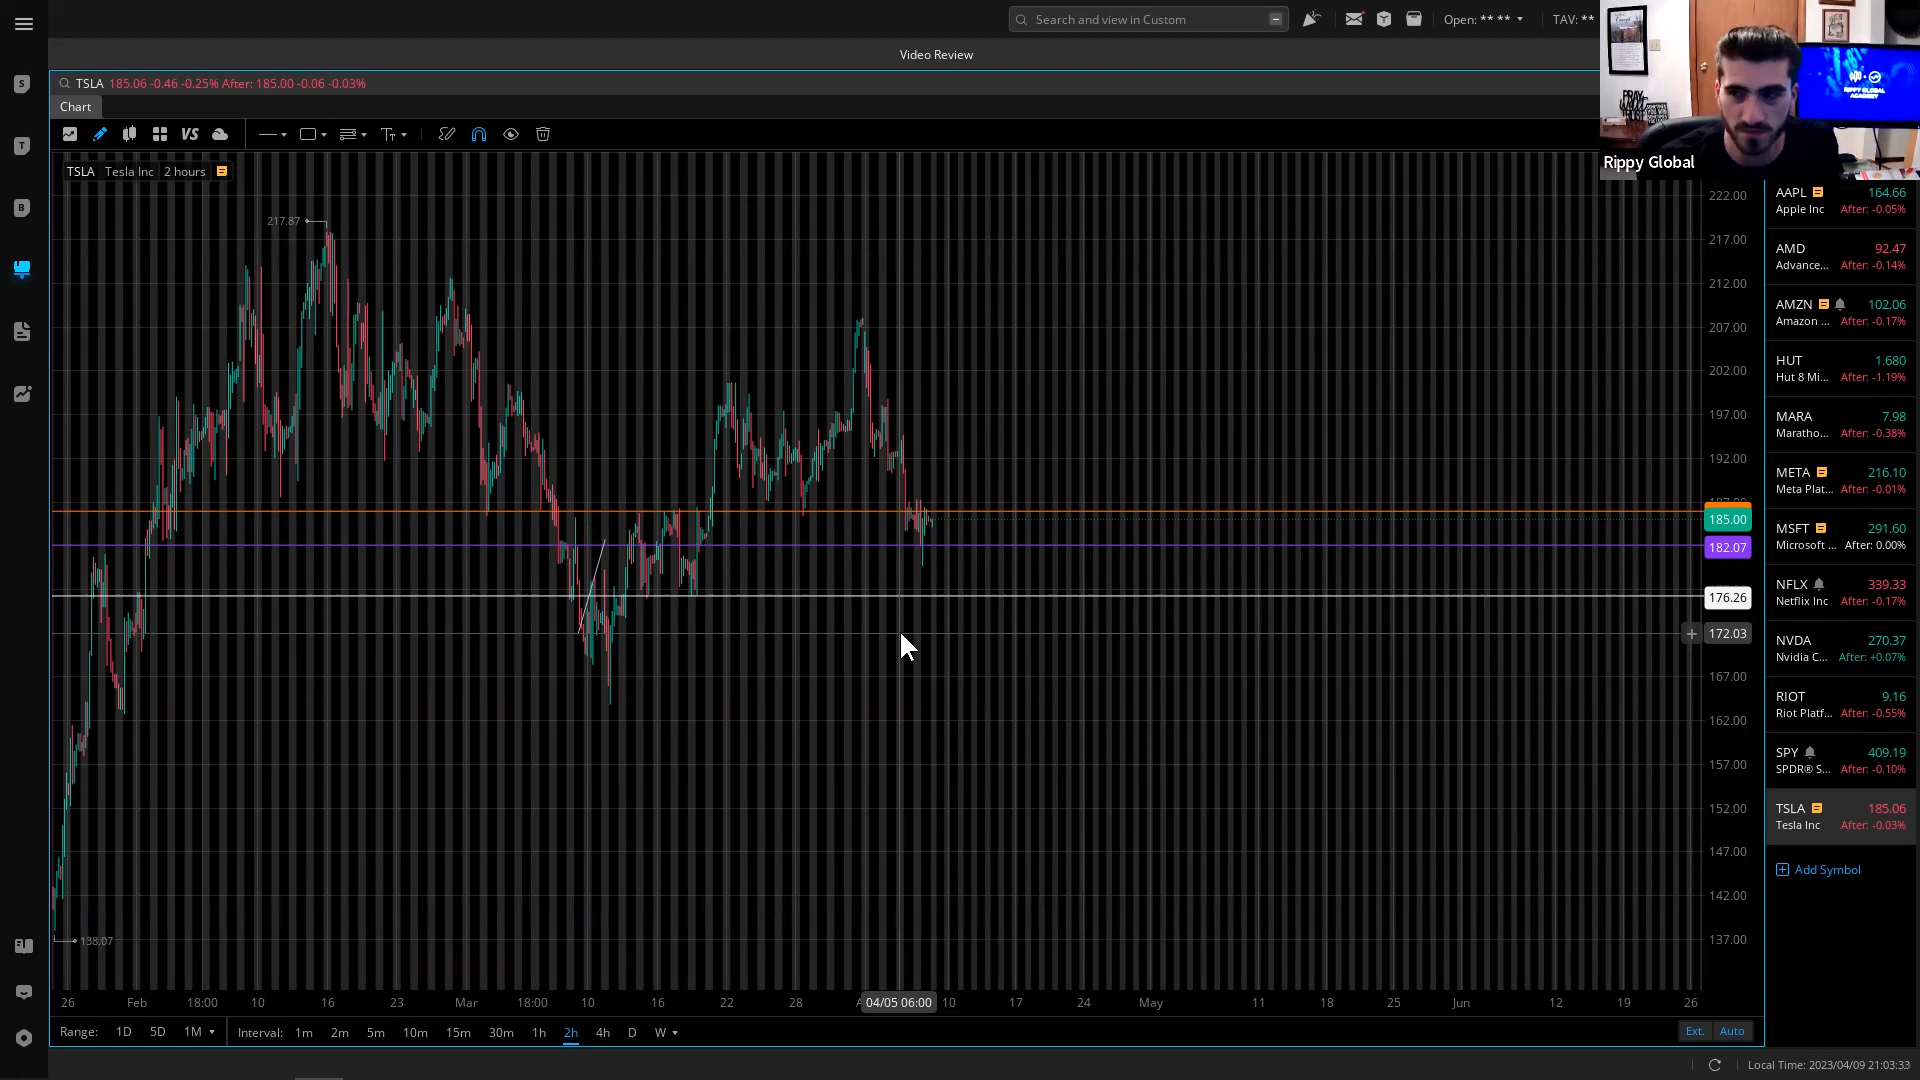 Search and view in Custom
Open: ** **
TAV: **
Video Review
TSLA 185.06 -0.46 -0.25% After: 185.00 -0.06 -0.03%
Chart
VS
TSLA Tesla Inc 2 hours
217.87
138.07
222.00
217.00
212.00
207.00
202.00
197.00
192.00
185.00
182.07
176.26
172.03
167.00
162.00
157.00
152.00
147.00
142.00
137.00
26 Feb 18:00 10 16 23 Mar 18:00 10 16 22 28 04/05 06:00 10 17 24 May 11 18 25 Jun 12 19 26
Range: 1D 5D 1M Interval: 1m 2m 5m 10m 15m 30m 1h 2h 4h D W
Ext. Auto
RIPPY GLOBAL
ACADEMY
Rippy Global
AAPL 164.66
Apple Inc After: -0.05%
AMD 92.47
Advance... After: -0.14%
AMZN 102.06
Amazon ... After: -0.17%
HUT 1.680
Hut 8 Mi... After: -1.19%
MARA 7.98
Maratho... After: -0.38%
META 216.10
Meta Plat... After: -0.01%
MSFT 291.60
Microsoft ... After: 0.00%
NFLX 339.33
Netflix Inc After: -0.17%
NVDA 270.37
Nvidia C... After: +0.07%
RIOT 9.16
Riot Platf... After: -0.55%
SPY 409.19
SPDR® S... After: -0.10%
TSLA 185.06
Tesla Inc After: -0.03%
Add Symbol
Local Time: 2023/04/09 21:03:33